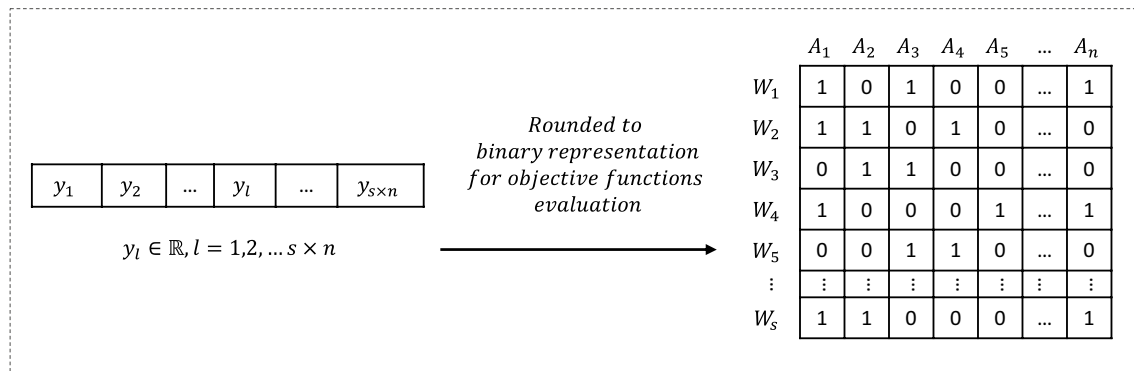 y₁ y₂ ... yₗ ... yₛ×ₙ
yₗ ∈ ℝ, l = 1,2, … s × n
Rounded to
binary representation
for objective functions
evaluation
A₁ A₂ A₃ A₄ A₅ ... Aₙ
W₁ 1 0 1 0 0 ... 1
W₂ 1 1 0 1 0 ... 0
W₃ 0 1 1 0 0 ... 0
W₄ 1 0 0 0 1 ... 1
W₅ 0 0 1 1 0 ... 0
⋮ ⋮ ⋮ ⋮ ⋮ ⋮ ⋮ ⋮
Wₛ 1 1 0 0 0 ... 1